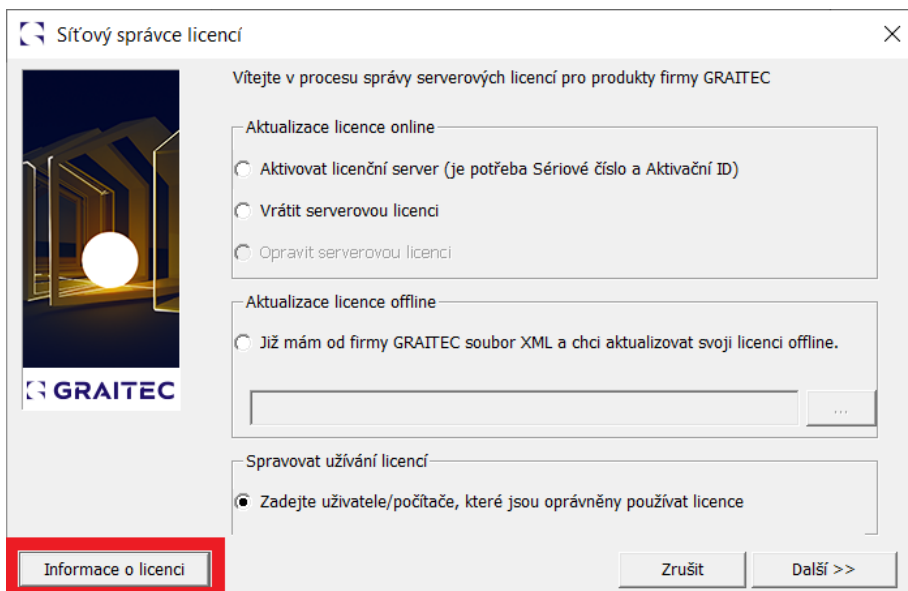 Síťový správce licencí
Vítejte v procesu správy serverových licencí pro produkty firmy GRAITEC
Aktualizace licence online
Aktivovat licenční server (je potřeba Sériové číslo a Aktivační ID)
Vrátit serverovou licenci
Opravit serverovou licenci
Aktualizace licence offline
Již mám od firmy GRAITEC soubor XML a chci aktualizovat svoji licenci offline.
GRAITEC
...
Spravovat užívání licencí
Zadejte uživatele/počítače, které jsou oprávněny používat licence
Informace o licenci
Zrušit
Další >>